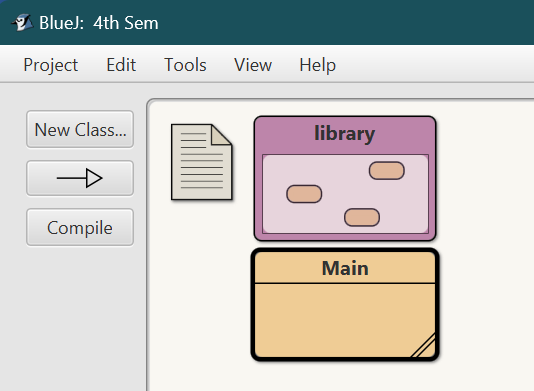 BlueJ:  4th Sem
Project Edit Tools View Help
New Class...
Compile
library
Main